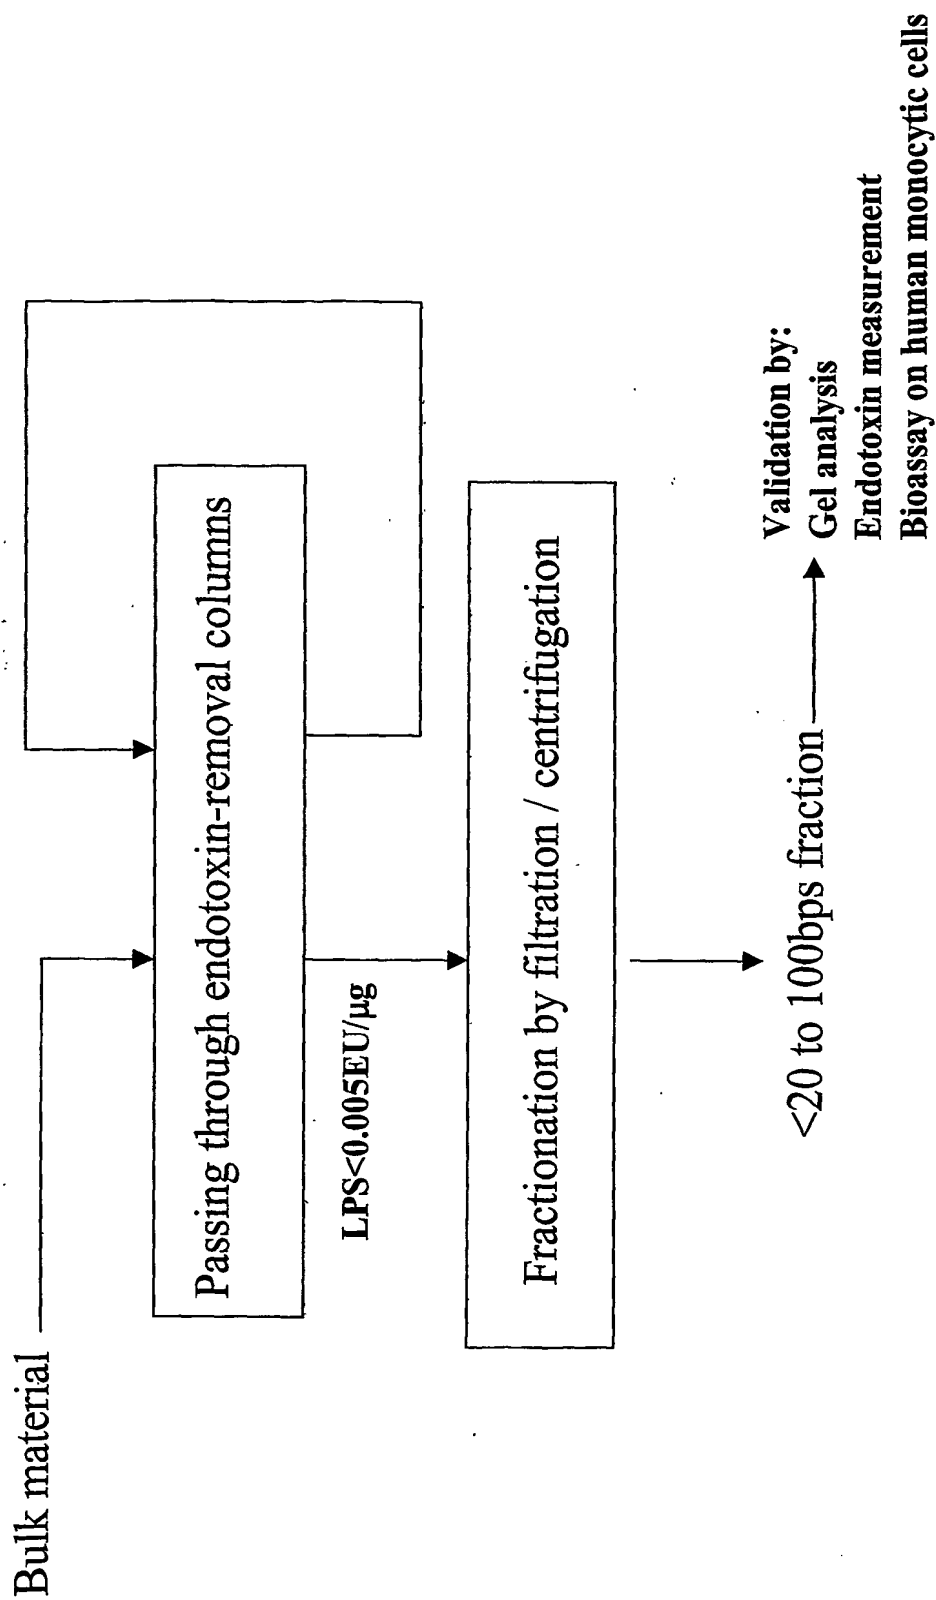 Bulk material
Passing through endotoxin-removal columns
LPS<0.005EU/μg
Fractionation by filtration / centrifugation
<20 to 100bps fraction
Validation by:
Gel analysis
Endotoxin measurement
Bioassay on human monocytic cells